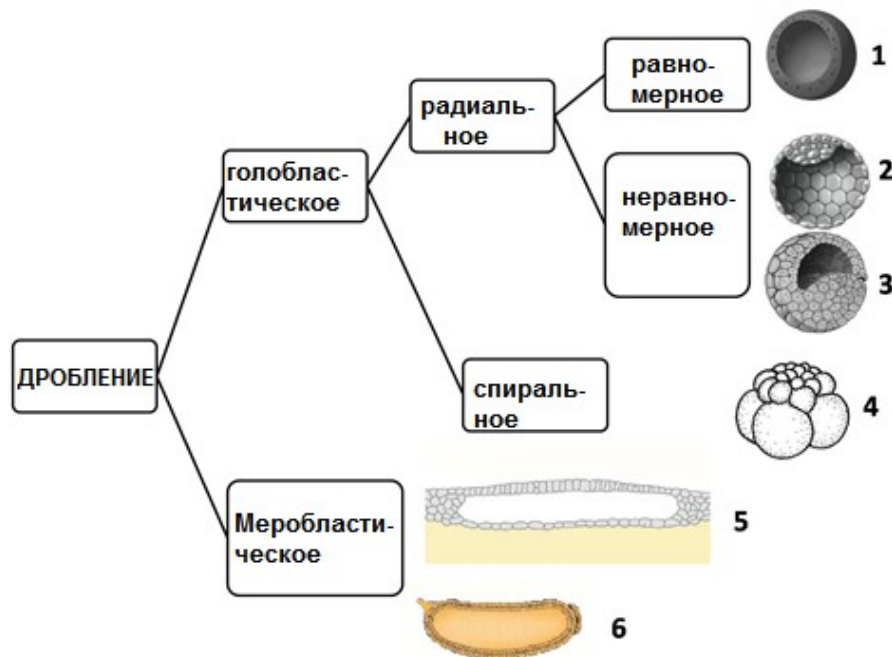 равно-
мерное
1
радиаль-
ное
голоблас-
тическое
неравно-
мерное
2
3
ДРОБЛЕНИЕ
спираль-
ное
4
Меробласти-
ческое
5
6